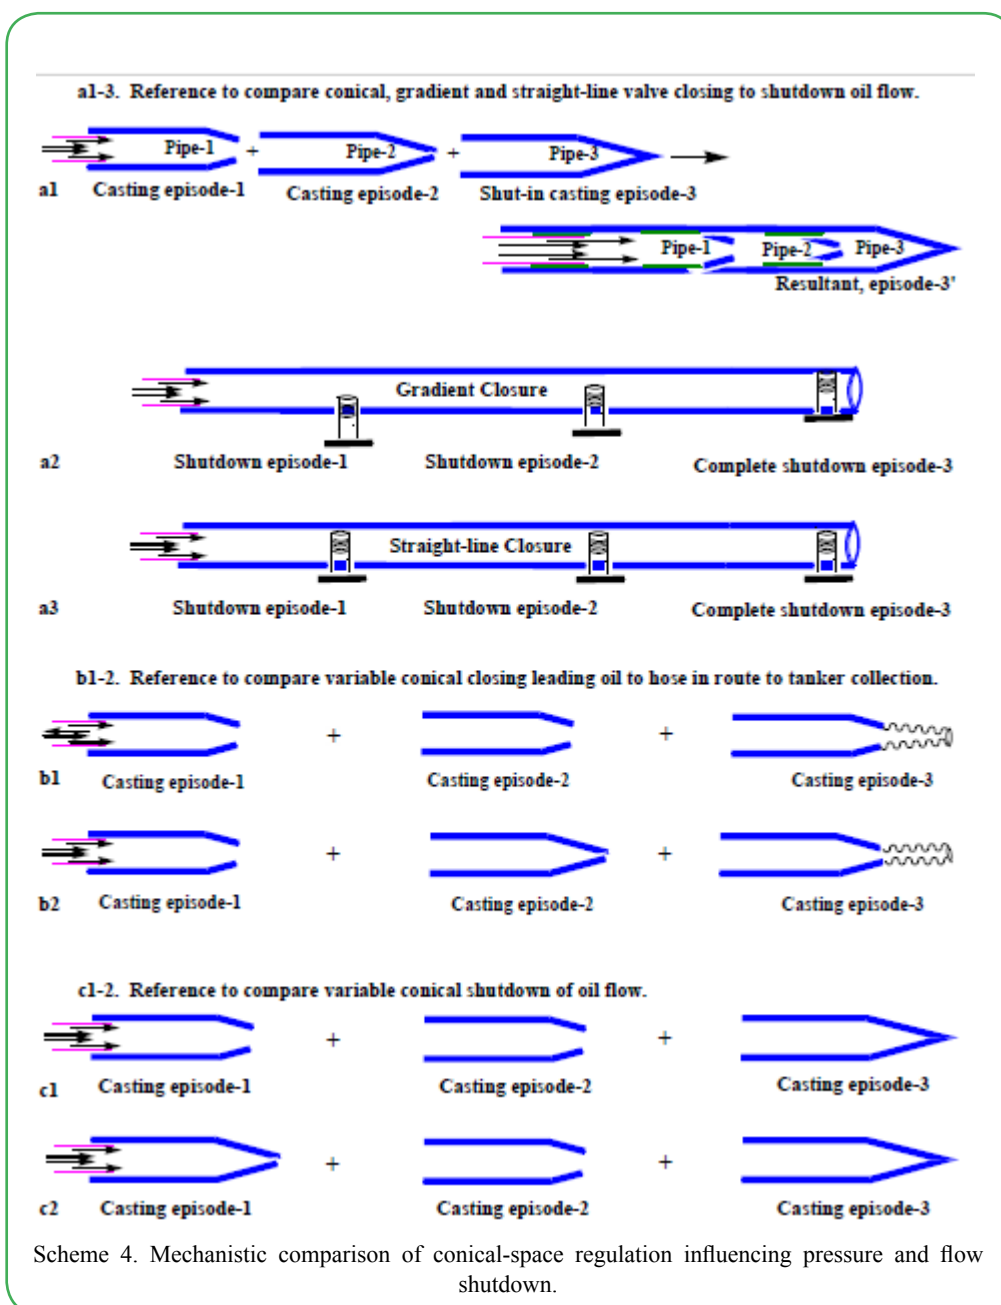 a1-3. Reference to compare conical, gradient and straight-line valve closing to shutdown oil flow.
Pipe-1 + Pipe-2 + Pipe-3
a1 Casting episode-1 Casting episode-2 Shut-in casting episode-3
Pipe-1 Pipe-2 Pipe-3
Resultant, episode-3'
Gradient Closure
a2 Shutdown episode-1 Shutdown episode-2 Complete shutdown episode-3
Straight-line Closure
a3 Shutdown episode-1 Shutdown episode-2 Complete shutdown episode-3
b1-2. Reference to compare variable conical closing leading oil to hose in route to tanker collection.
+ +
b1 Casting episode-1 Casting episode-2 Casting episode-3
+ +
b2 Casting episode-1 Casting episode-2 Casting episode-3
c1-2. Reference to compare variable conical shutdown of oil flow.
+ +
c1 Casting episode-1 Casting episode-2 Casting episode-3
+ +
c2 Casting episode-1 Casting episode-2 Casting episode-3
Scheme 4. Mechanistic comparison of conical-space regulation influencing pressure and flow
shutdown.